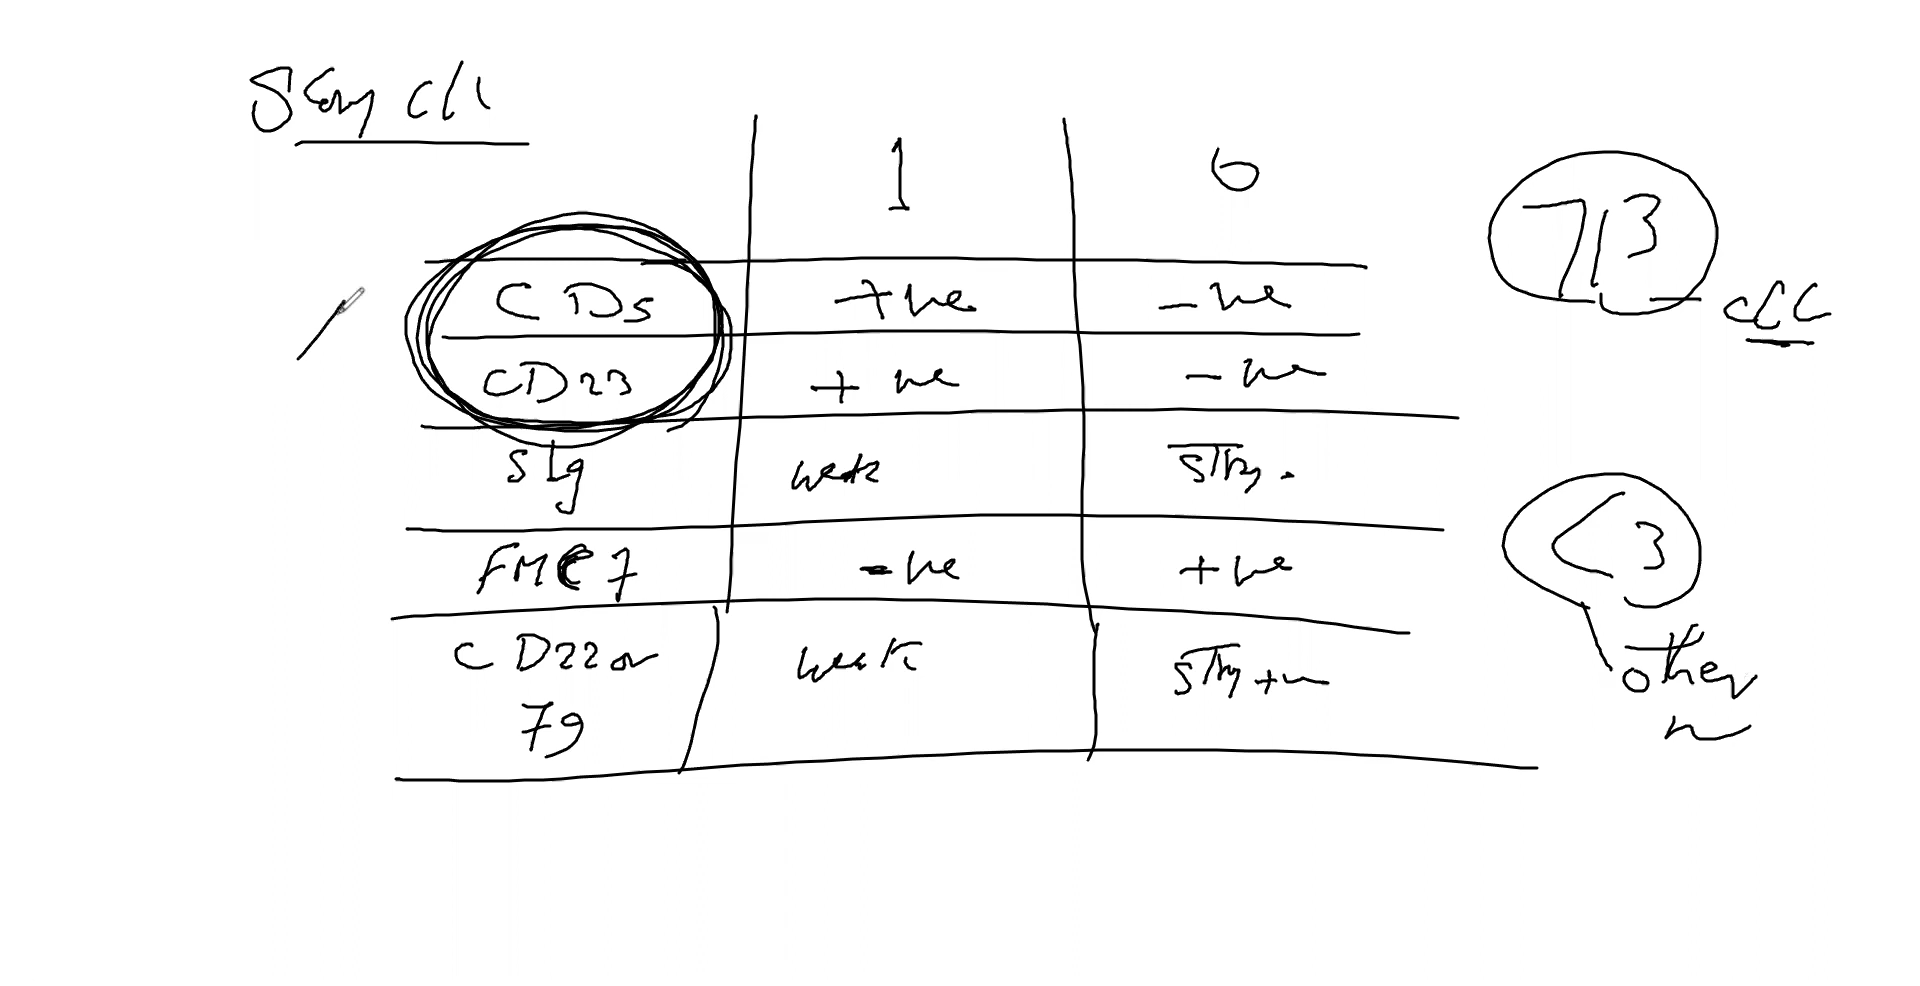 CLL
1 0
CD5 +ve -ve
CD23 +ve -ve
sIg weak strong.
FMC7 -ve +ve
CD22 or weak strong +ve
79
7/3
CLL
<3
other